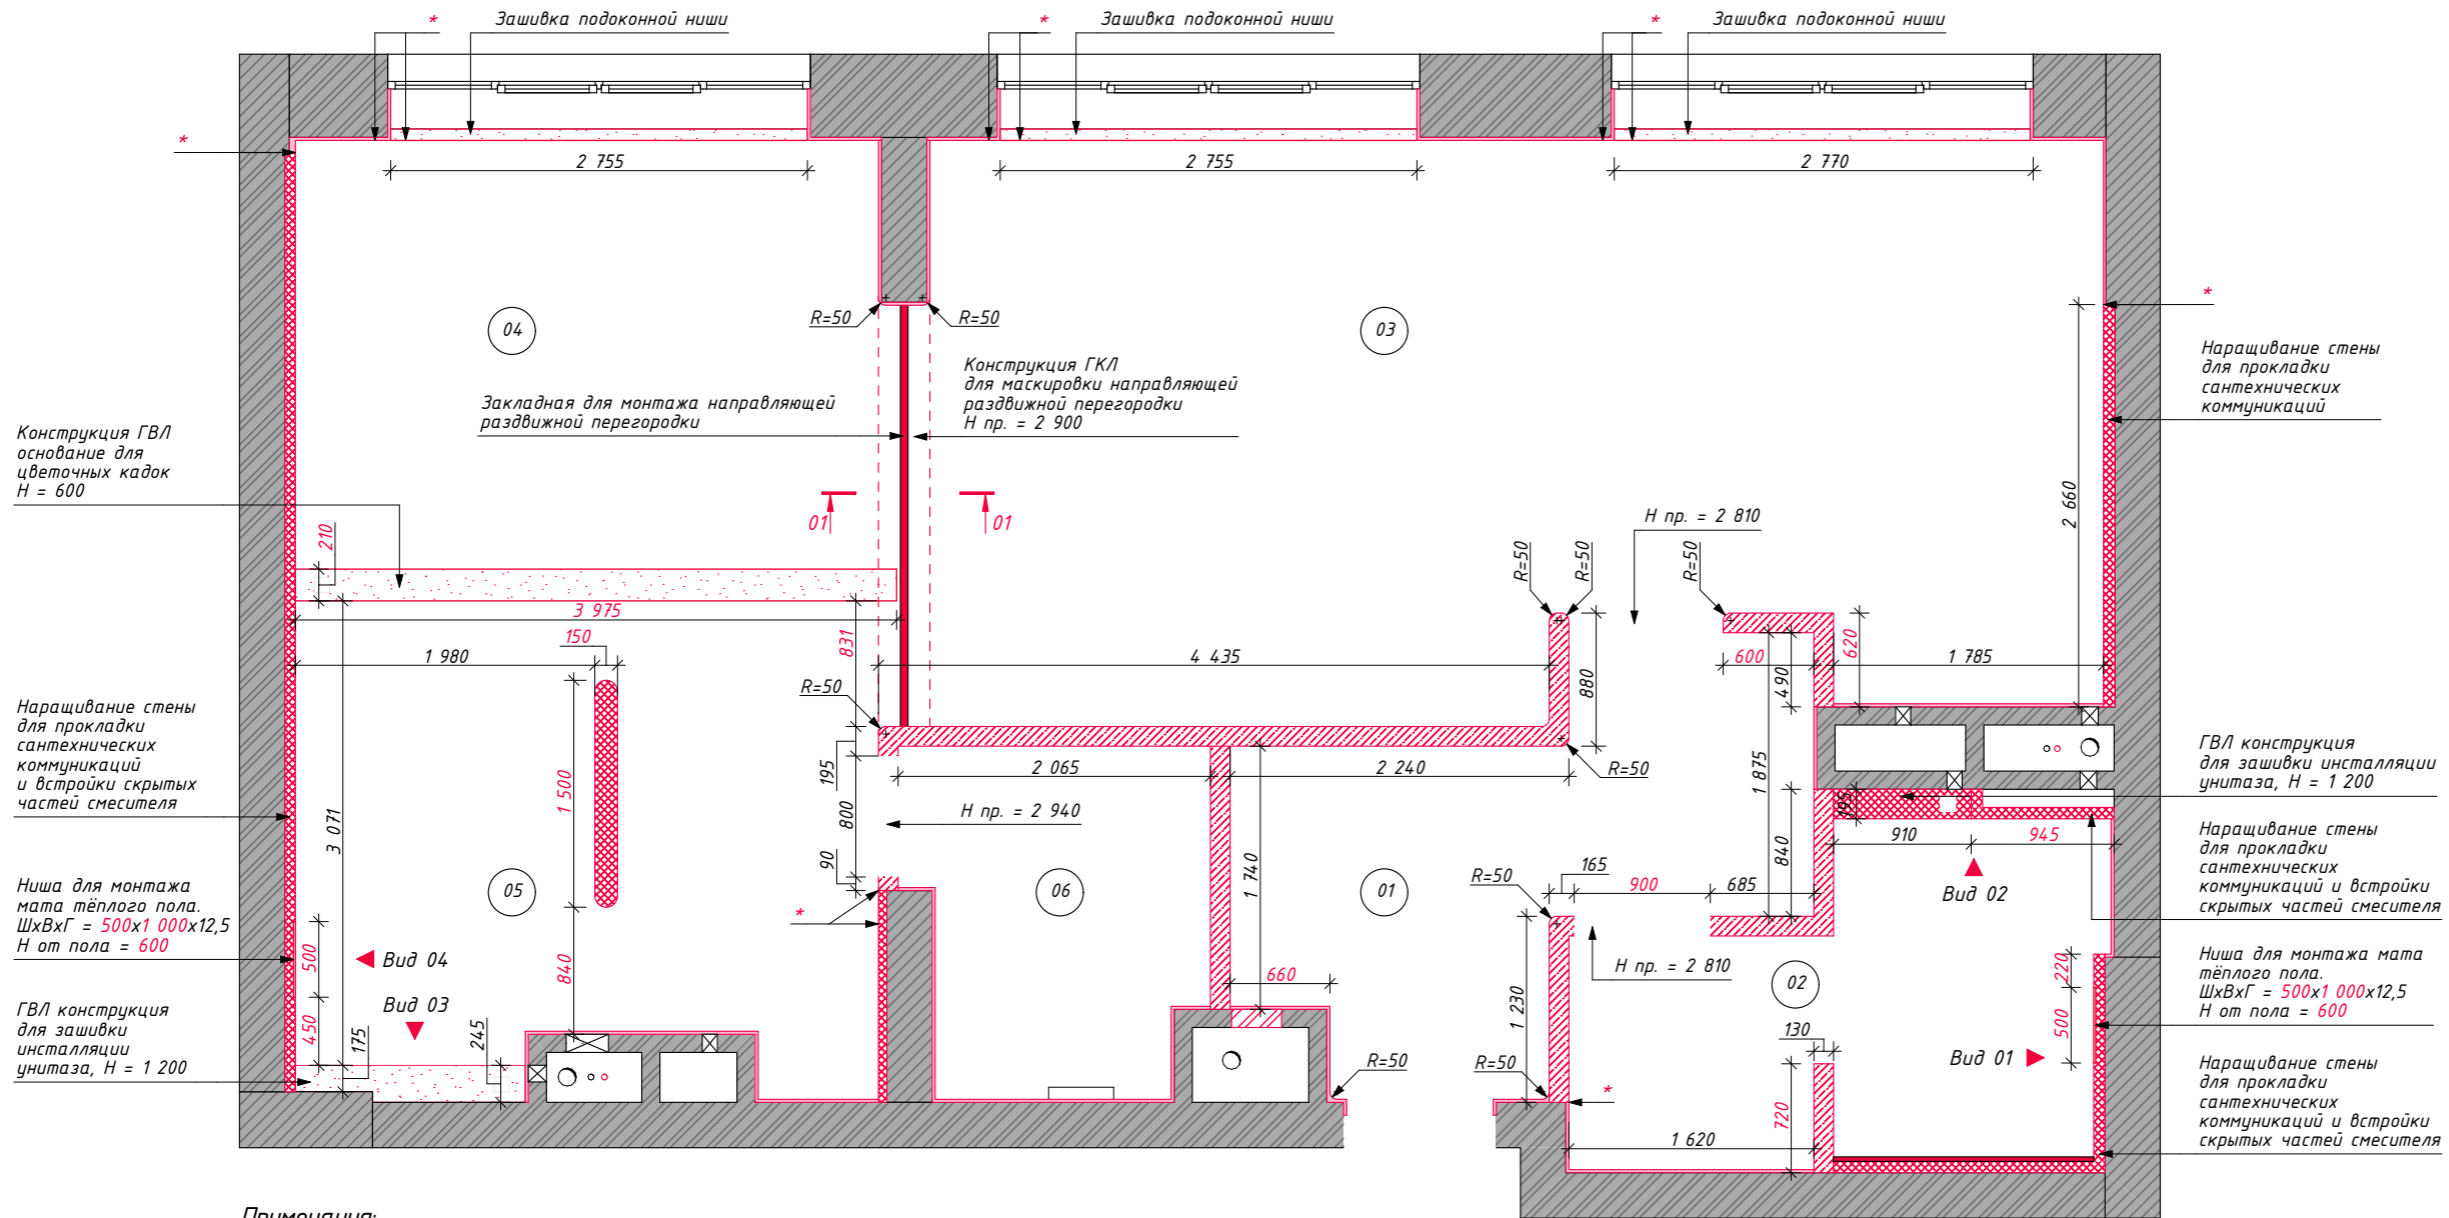 * Зашивка подоконной ниши * Зашивка подоконной ниши * Зашивка подоконной ниши
*
2 755 2 755 2 770
04 03
R=50 R=50
*
Конструкция ГКЛ
для маскировки направляющей
раздвижной перегородки
H пр. = 2 900
Закладная для монтажа направляющей
раздвижной перегородки
Наращивание стены
для прокладки
сантехнических
коммуникаций
Конструкция ГВЛ
основание для
цветочных кадок
H = 600
01 01
H пр. = 2 810
2 660
210
R=50 R=50 R=50
3 975
831
150
1 980
4 435
880
600
490
620
1 785
R=50
Наращивание стены
для прокладки
сантехнических
коммуникаций
и встройки скрытых
частей смесителя
3 071
1 500
195
800
90
2 065 2 240
R=50
1 875
H пр. = 2 940
ГВЛ конструкция
для зашивки инсталляции
унитаза, H = 1 200
195
910 945
840
Вид 02
1 740
165
900
685
R=50
05 06 01
*
Наращивание стены
для прокладки
сантехнических
коммуникаций и встройки
скрытых частей смесителя
Ниша для монтажа
мата тёплого пола.
ШхВхГ = 500х1 000х12,5
H от пола = 600
500
450
Вид 04
Вид 03
840
175
245
660
H пр. = 2 810
02
1 230
220
500
130
Вид 01
Ниша для монтажа мата
тёплого пола.
ШхВхГ = 500х1 000х12,5
H от пола = 600
ГВЛ конструкция
для зашивки
инсталляции
унитаза, H = 1 200
R=50 R=50
*
720
1 620
Наращивание стены
для прокладки
сантехнических
коммуникаций и встройки
скрытых частей смесителя